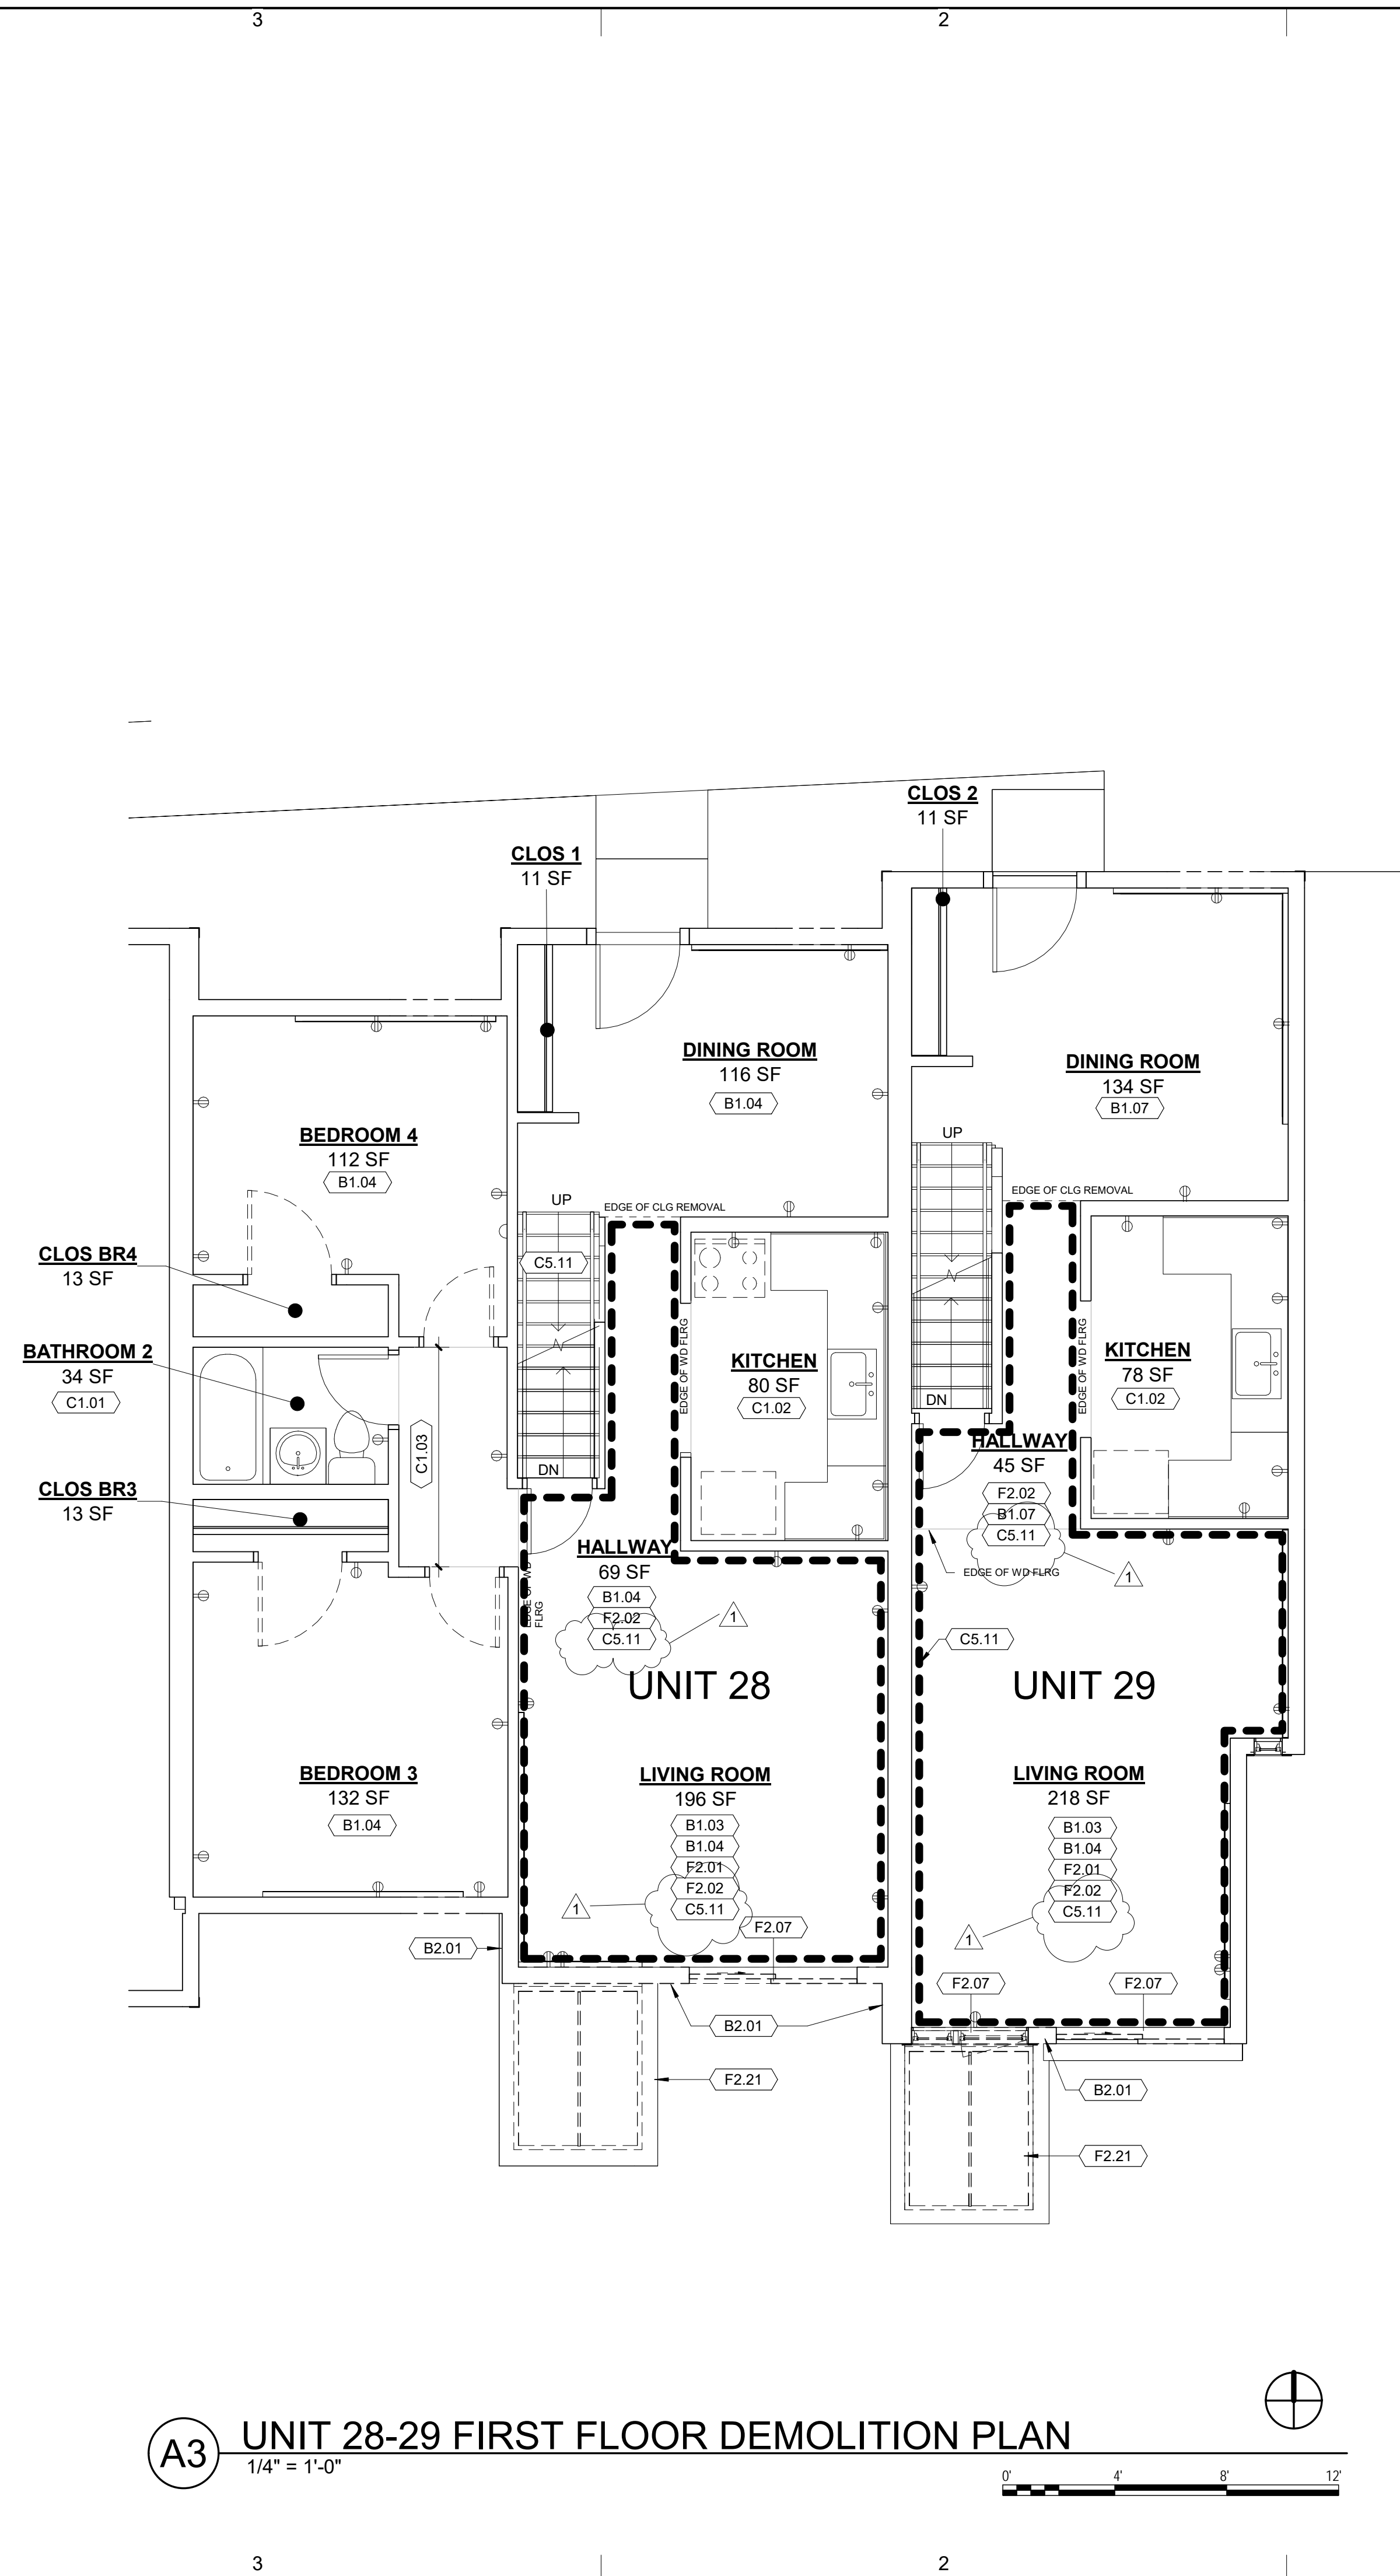 3
2
CLOS 2
11 SF
CLOS 1
11 SF
DINING ROOM
116 SF
B1.04
DINING ROOM
134 SF
B1.07
BEDROOM 4
112 SF
B1.04
UP
UP
EDGE OF CLG REMOVAL
EDGE OF CLG REMOVAL
CLOS BR4
13 SF
C5.11
BATHROOM 2
34 SF
C1.01
EDGE OF WD FLRG
KITCHEN
80 SF
C1.02
EDGE OF WD FLRG
KITCHEN
78 SF
C1.02
DN
C1.03
DN
CLOS BR3
13 SF
HALLWAY
45 SF
F2.02
B1.07
C5.11
EDGE OF WD FLRG
1
HALLWAY
69 SF
B1.04
F2.02
C5.11
EDGE OF WD
FLRG
1
C5.11
UNIT 28
UNIT 29
BEDROOM 3
132 SF
B1.04
LIVING ROOM
196 SF
B1.03
B1.04
F2.01
F2.02
C5.11
1
LIVING ROOM
218 SF
B1.03
B1.04
F2.01
F2.02
C5.11
1
F2.07
B2.01
F2.07
F2.07
B2.01
F2.21
B2.01
F2.21
A3
UNIT 28-29 FIRST FLOOR DEMOLITION PLAN
1/4" = 1'-0"
0'
4'
8'
12'
3
2